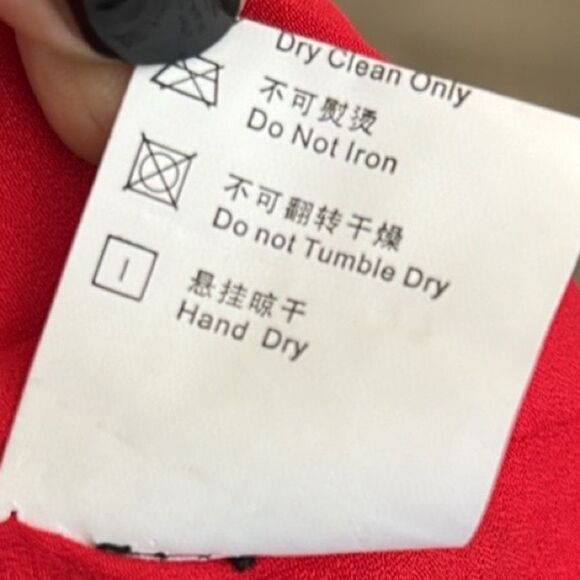 Dry Clean Only
不可熨烫
Do Not Iron
不可翻转干燥
Do not Tumble Dry
悬挂晾干
Hand Dry